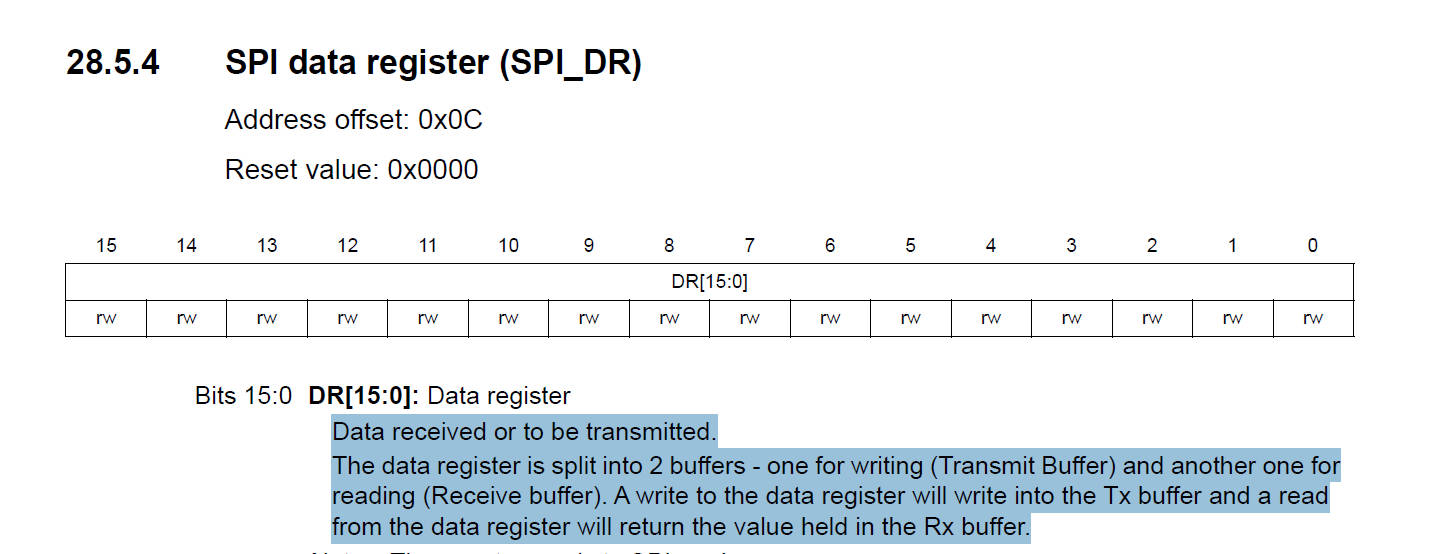 28.5.4 SPI data register (SPI_DR)
Address offset: 0x0C
Reset value: 0x0000
15 14 13 12 11 10 9 8 7 6 5 4 3 2 1 0
DR[15:0]
rw rw rw rw rw rw rw rw rw rw rw rw rw rw rw rw
Bits 15:0 DR[15:0]: Data register
Data received or to be transmitted.
The data register is split into 2 buffers - one for writing (Transmit Buffer) and another one for
reading (Receive buffer). A write to the data register will write into the Tx buffer and a read
from the data register will return the value held in the Rx buffer.